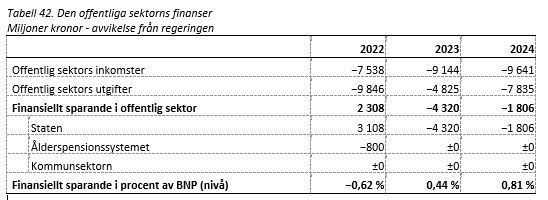 Tabell 42. Den offentliga sektorns finanser
Miljoner kronor - avvikelse från regeringen
2022 2023 2024
Offentlig sektors inkomster −7 538 −9 144 −9 641
Offentlig sektors utgifter −9 846 −4 825 −7 835
Finansiellt sparande i offentlig sektor 2 308 −4 320 −1 806
Staten 3 108 −4 320 −1 806
Ålderspensionssystemet −800 ±0 ±0
Kommunsektorn ±0 ±0 ±0
Finansiellt sparande i procent av BNP (nivå) −0,62 % 0,44 % 0,81 %